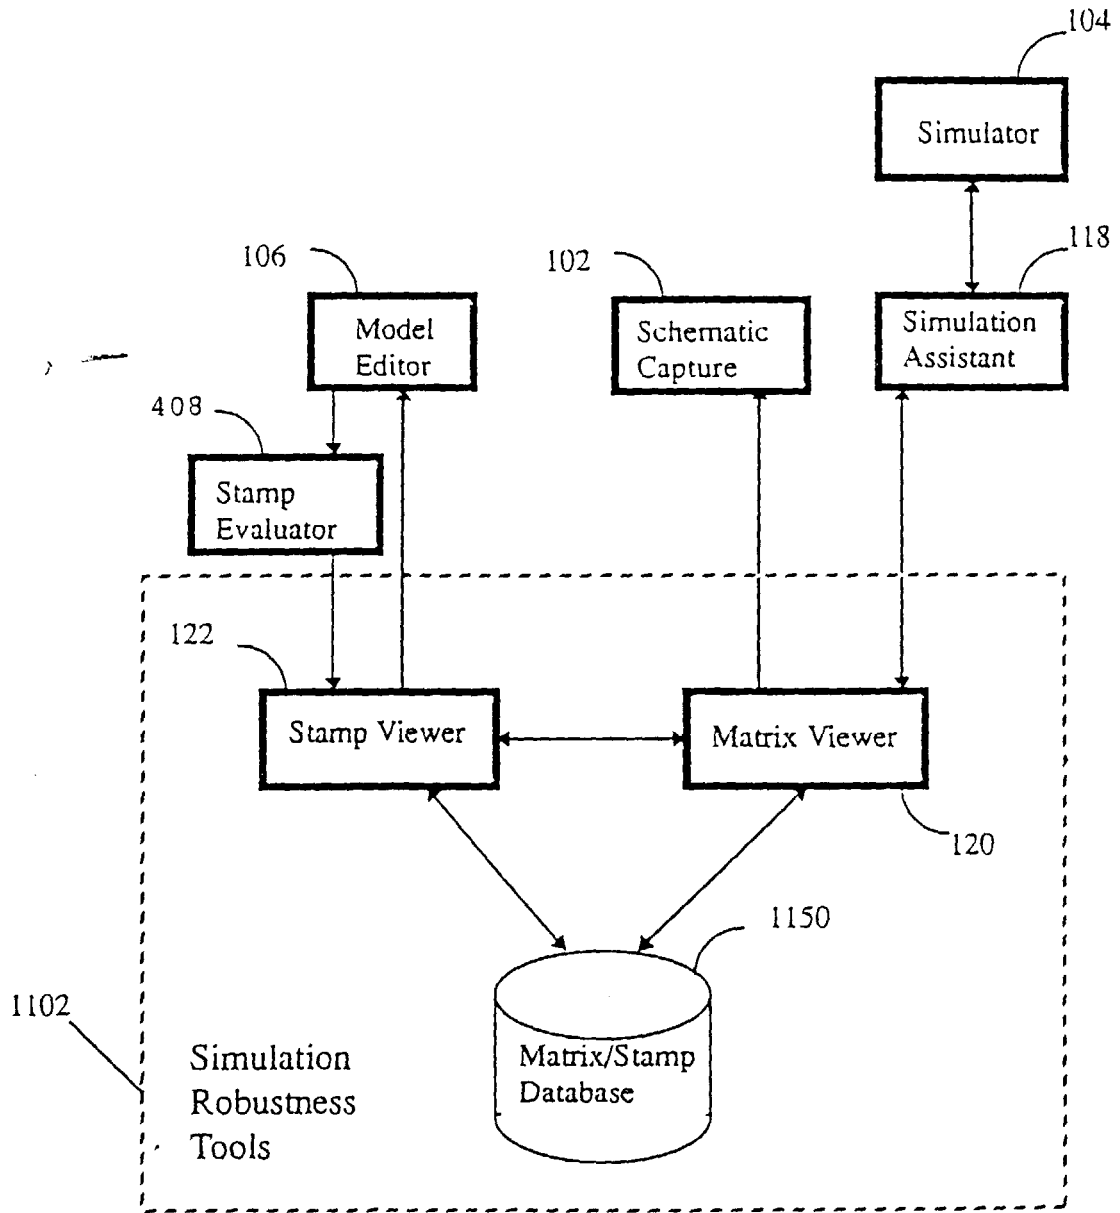 104
Simulator
106
102
118
Model
Editor
Schematic
Capture
Simulation
Assistant
408
Stamp
Evaluator
122
Stamp Viewer
Matrix Viewer
120
1150
1102
Matrix/Stamp
Database
Simulation
Robustness
Tools